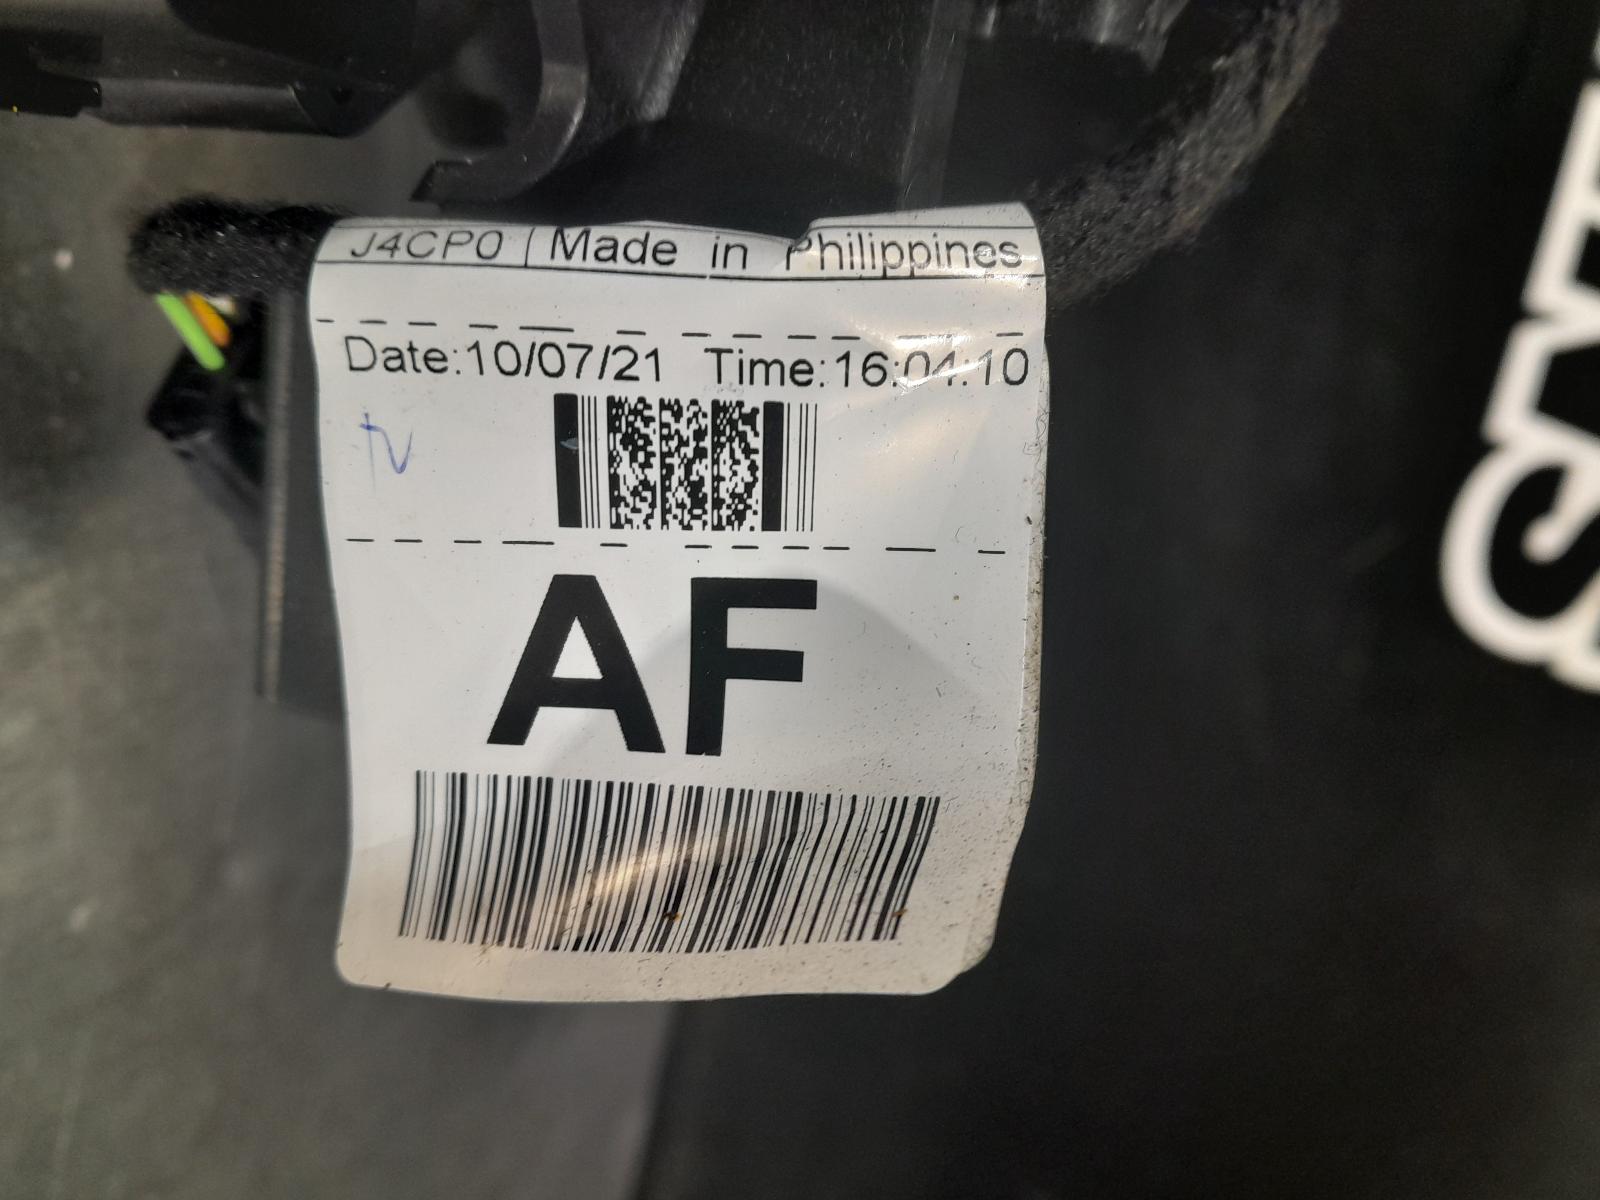 J4CP0 | Made in Philippines
Date:10/07/21 Time:16:04:10
AF